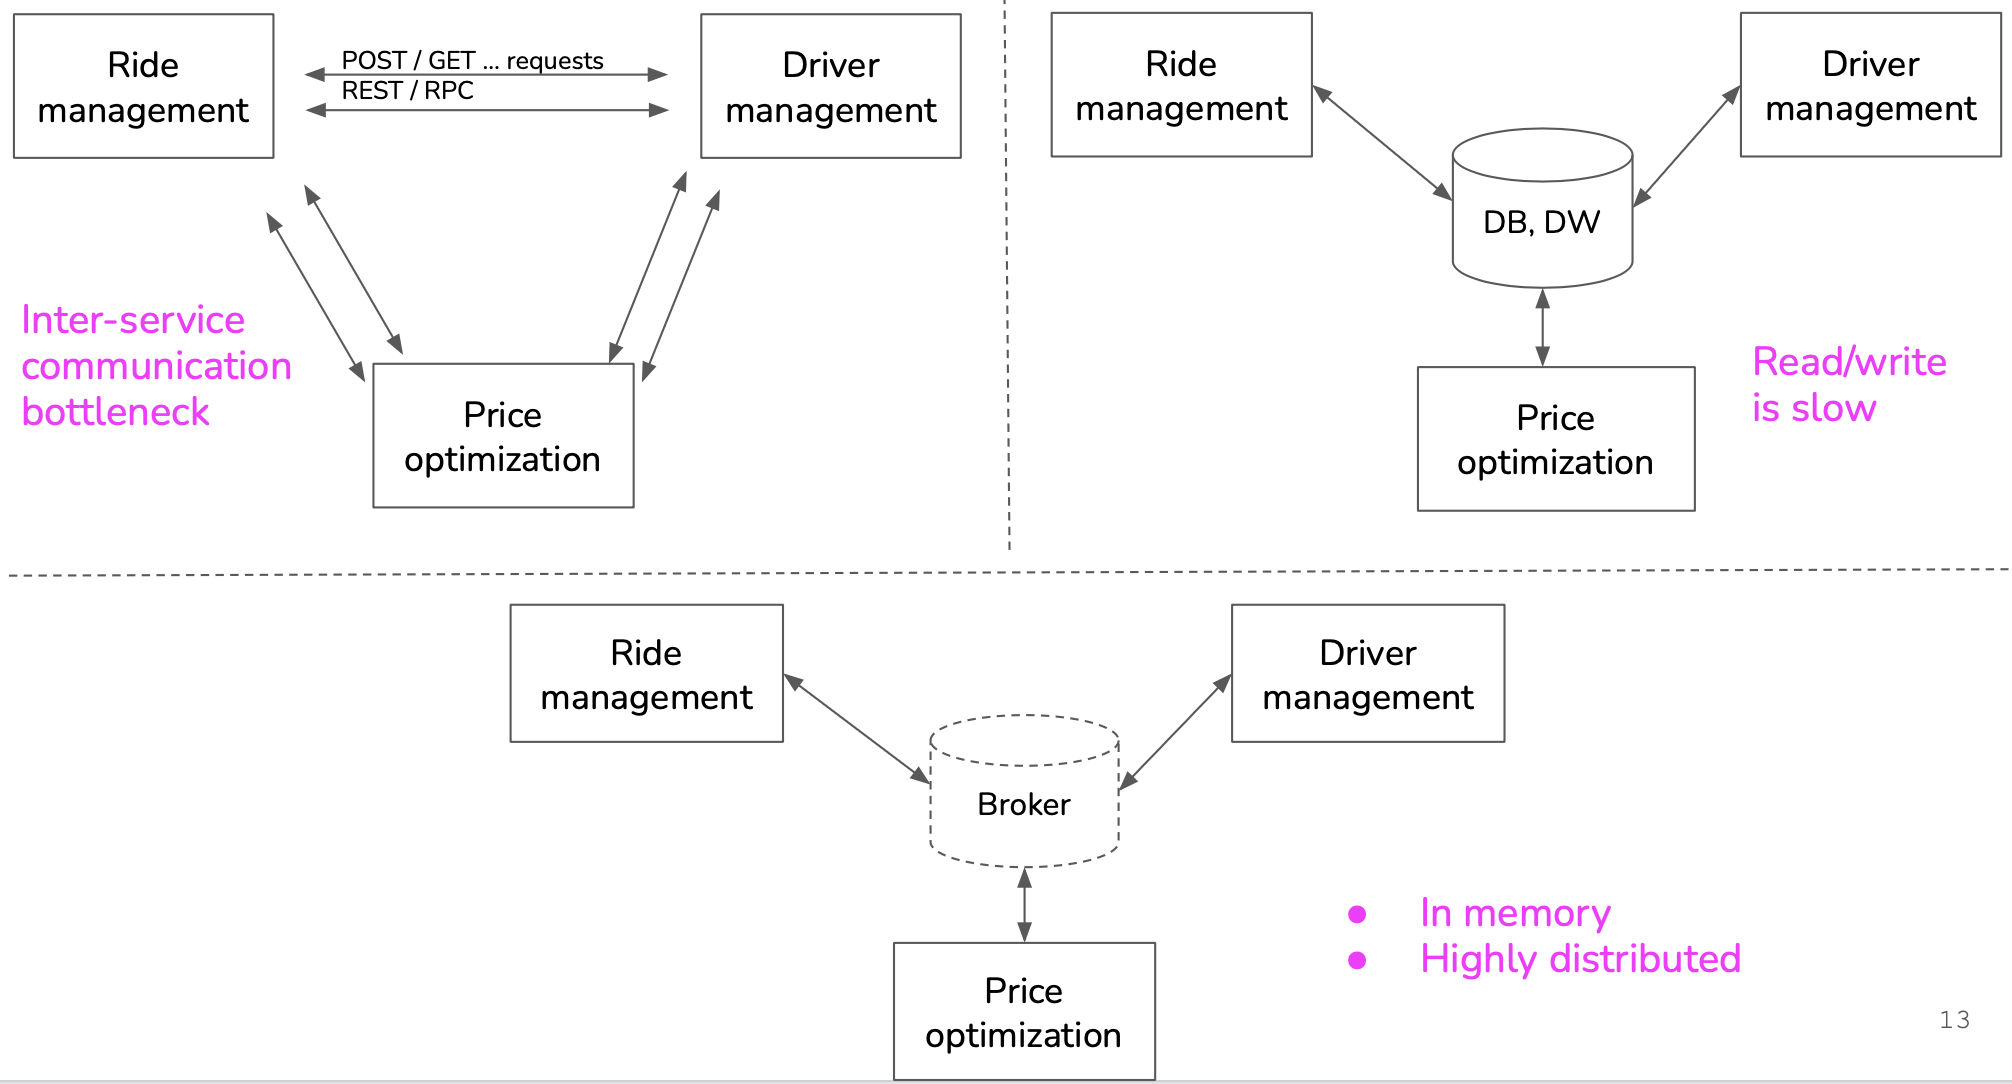 Ride
management
POST / GET ... requests
REST / RPC
Driver
management
Inter-service
communication
bottleneck
Price
optimization
Ride
management
Driver
management
DB, DW
Read/write
is slow
Price
optimization
Ride
management
Driver
management
Broker
● In memory
● Highly distributed
Price
optimization
13